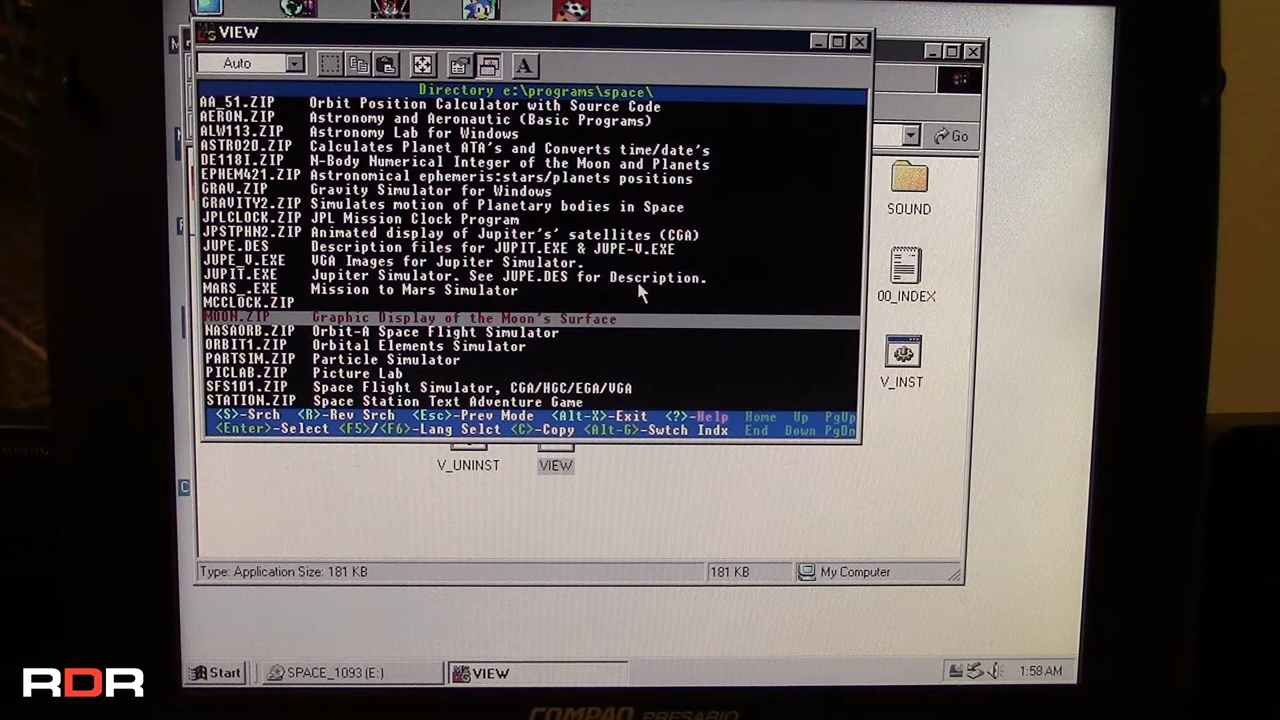 VIEW
Auto
A
Directory e:\programs\space\
AA_51.ZIP Orbit Position Calculator with Source Code
AERON.ZIP Astronomy and Aeronautic (Basic Programs)
ALW113.ZIP Astronomy Lab for Windows
ASTRO2D.ZIP Calculates Planet ATA's and Converts time/date's
DE118I.ZIP N-Body Numerical Integer of the Moon and Planets
EPHEM421.ZIP Astronomical ephemeris:stars/planets positions
GRAV.ZIP Gravity Simulator for Windows
GRAVITY2.ZIP Simulates motion of Planetary bodies in Space
JPLCLOCK.ZIP JPL Mission Clock Program
JPSTPHN2.ZIP Animated display of Jupiter's' satellites (CGA)
JUPE.DES Description files for JUPIT.EXE & JUPE-V.EXE
JUPE_V.EXE VGA Images for Jupiter Simulator.
JUPIT.EXE Jupiter Simulator. See JUPE.DES for Description.
MARS_.EXE Mission to Mars Simulator
MCCLOCK.ZIP
MOON.ZIP Graphic Display of the Moon's Surface
NASAORB.ZIP Orbit-A Space Flight Simulator
ORBIT1.ZIP Orbital Elements Simulator
PARTSIM.ZIP Particle Simulator
PICLAB.ZIP Picture Lab
SFS101.ZIP Space Flight Simulator, CGA/HGC/EGA/VGA
STATION.ZIP Space Station Text Adventure Game
<S>-Srch <R>-Rev Srch <Esc>-Prev Mode <Alt-X>-Exit <?>-Help Home Up PgUp
<Enter>-Select <F5>/<F6>-Lang Selct <C>-Copy <Alt-G>-Swtch Indx End Down PgDn
Go
SOUND
00_INDEX
V_INST
V_UNINST
VIEW
Type: Application Size: 181 KB
181 KB
My Computer
Start
SPACE_1093 (E:)
VIEW
1:58 AM
RDR
COMPAQ PRESARIO